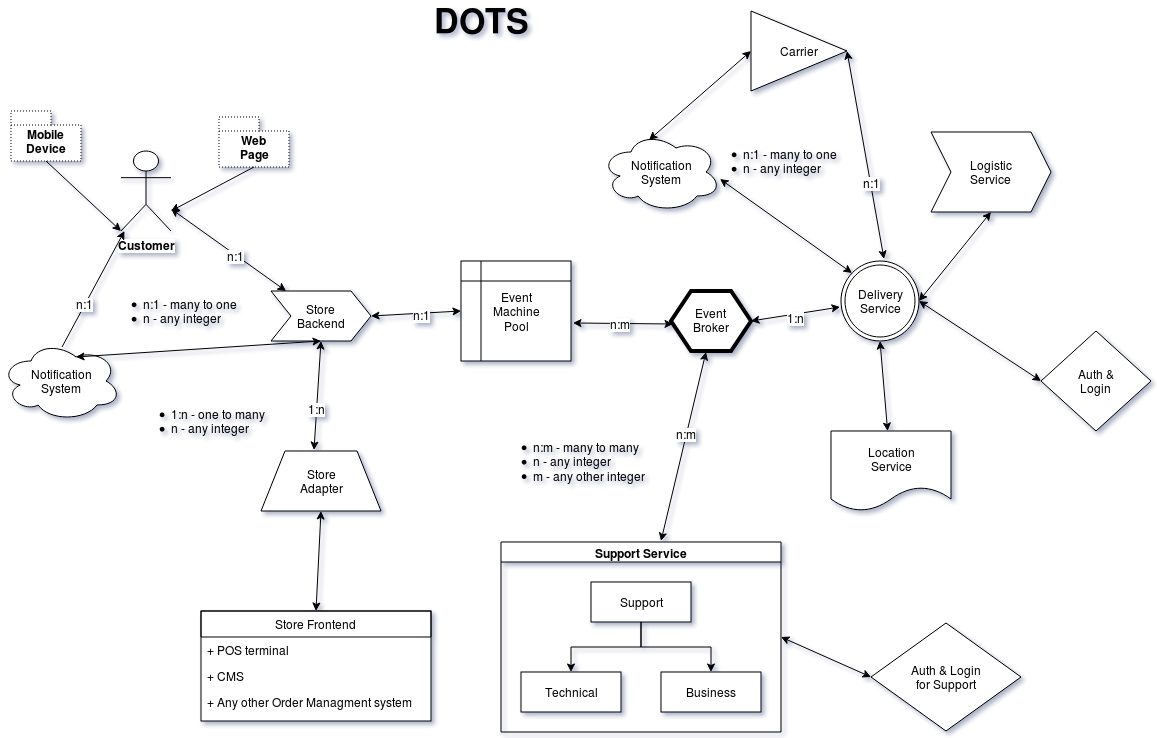 DOTS
Carrier
Mobile
Device
Web
Page
Notification
System
• n:1 - many to one
• n - any integer
Logistic
Service
n:1
Customer
n:1
n:1
• n:1 - many to one
• n - any integer
Store
Backend
n:1
Event
Machine
Pool
n:m
Event
Broker
1:n
Delivery
Service
Notification
System
Auth &
Login
1:n
• 1:n - one to many
• n - any integer
n:m
• n:m - many to many
• n - any integer
• m - any other integer
Location
Service
Store
Adapter
Support Service
Support
Technical
Business
Store Frontend
+ POS terminal
+ CMS
+ Any other Order Managment system
Auth & Login
for Support